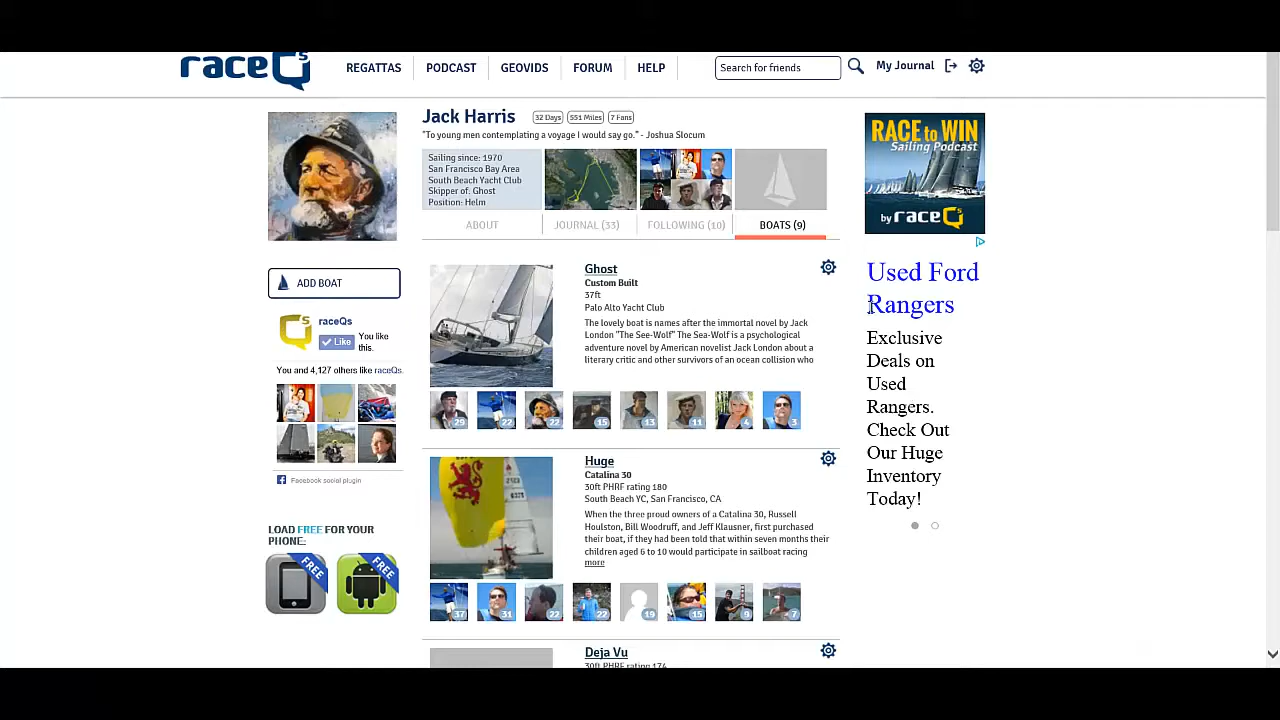 raceQs
REGATTAS
PODCAST
GEOVIDS
FORUM
HELP
Search for friends
My Journal
Jack Harris
32 Days
551 Miles
7 Fans
"To young men contemplating a voyage I would say go." - Joshua Slocum
Sailing since: 1970
San Francisco Bay Area
South Beach Yacht Club
Skipper of: Ghost
Position: Helm
ABOUT
JOURNAL (33)
FOLLOWING (10)
BOATS (9)
ADD BOAT
raceQs
Like
You like
this.
You and 4,127 others like raceQs.
Facebook social plugin
LOAD FREE FOR YOUR
PHONE:
FREE
FREE
Ghost
Custom Built
37ft
Palo Alto Yacht Club
The lovely boat is names after the immortal novel by Jack
London "The See-Wolf" The Sea-Wolf is a psychological
adventure novel by American novelist Jack London about a
literary critic and other survivors of an ocean collision who
29
22
22
15
13
11
4
3
Huge
Catalina 30
30ft PHRF rating 180
South Beach YC, San Francisco, CA
When the three proud owners of a Catalina 30, Russell
Houlston, Bill Woodruff, and Jeff Klausner, first purchased
their boat, if they had been told that within seven months their
children aged 6 to 10 would participate in sailboat racing
more
37
31
22
22
19
15
9
7
Deja Vu
30ft PHRF rating 174
RACE to WIN
Sailing Podcast
by raceQs
Used Ford
Rangers
Exclusive
Deals on
Used
Rangers.
Check Out
Our Huge
Inventory
Today!